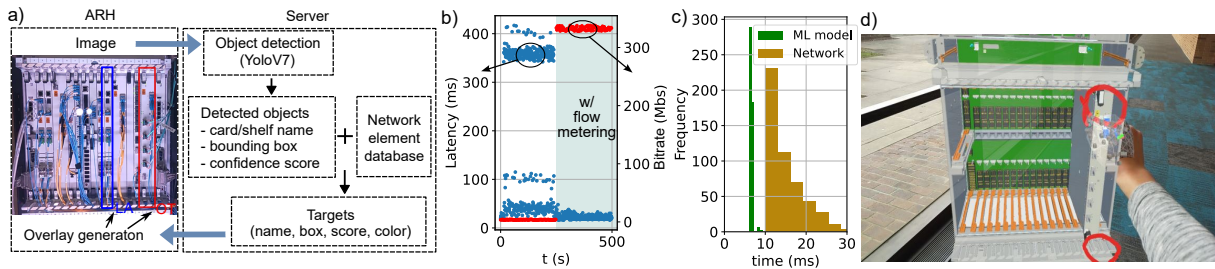 a)
ARH
Server
Image
Object detection
(YoloV7)
Detected objects
- card/shelf name
- bounding box
- confidence score
+
Network
element
database
Targets
(name, box, score, color)
LA
Overlay generaton
b)
400
300
200
100
0
Latency (ms)
w/
flow
metering
300
200
100
0
Bitrate (Mbs)
0
500
t (s)
c)
300
250
200
150
100
50
0
Frequency
ML model
Network
0
10
20
30
time (ms)
d)